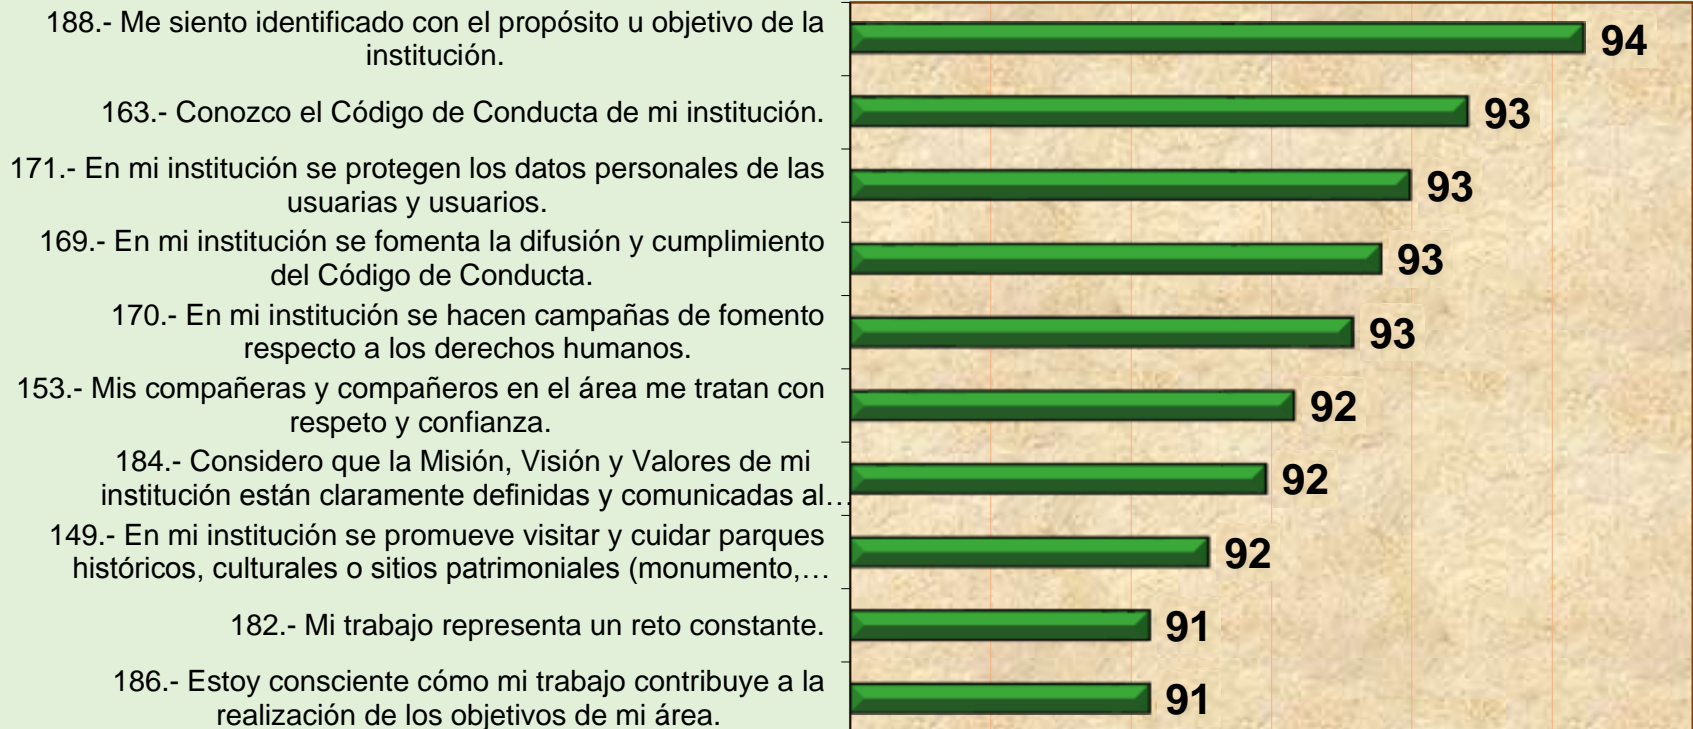 188.- Me siento identificado con el propósito u objetivo de la
institución.
94
163.- Conozco el Código de Conducta de mi institución.
93
171.- En mi institución se protegen los datos personales de las
usuarias y usuarios.
93
169.- En mi institución se fomenta la difusión y cumplimiento
del Código de Conducta.
93
170.- En mi institución se hacen campañas de fomento
respecto a los derechos humanos.
93
153.- Mis compañeras y compañeros en el área me tratan con
respeto y confianza.
92
184.- Considero que la Misión, Visión y Valores de mi
institución están claramente definidas y comunicadas al…
92
149.- En mi institución se promueve visitar y cuidar parques
históricos, culturales o sitios patrimoniales (monumento,…
92
182.- Mi trabajo representa un reto constante.
91
186.- Estoy consciente cómo mi trabajo contribuye a la
realización de los objetivos de mi área.
91